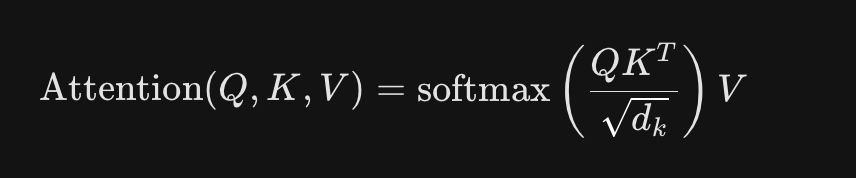 Attention(Q, K, V) = softmax(QK^T / √d_k) V